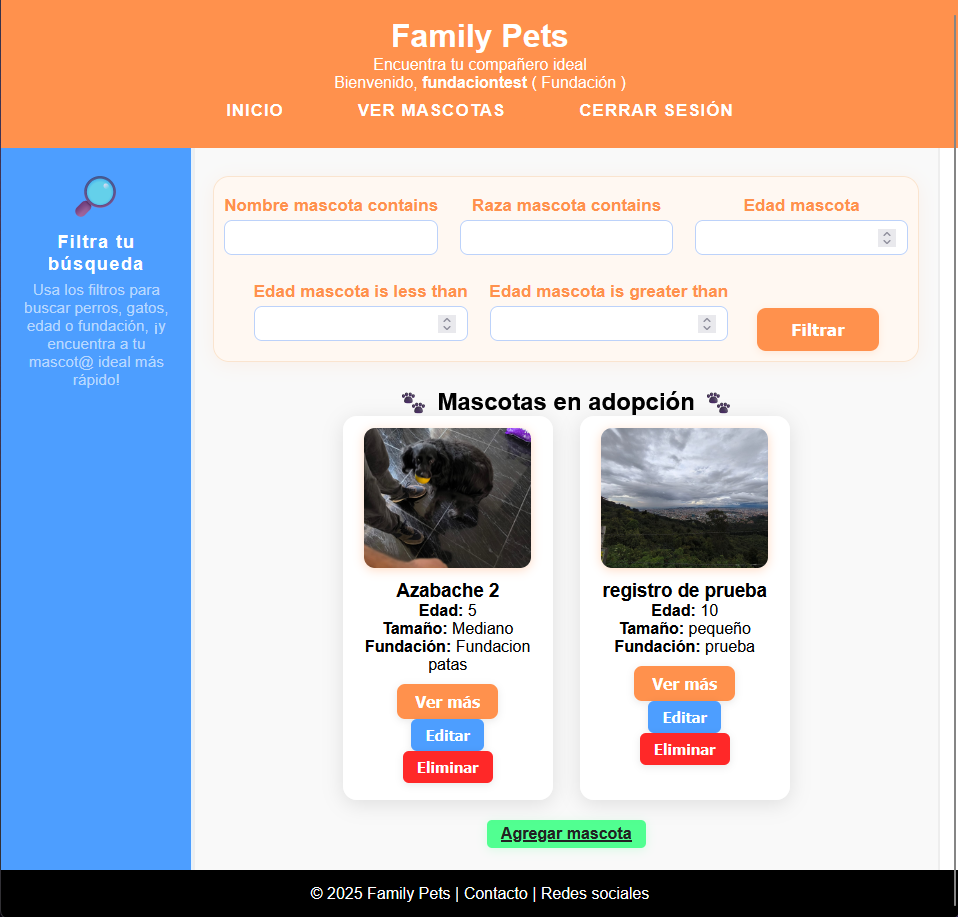 Family Pets
Encuentra tu compañero ideal
Bienvenido, fundaciontest ( Fundación )
INICIO VER MASCOTAS CERRAR SESIÓN
Filtra tu
búsqueda
Usa los filtros para
buscar perros, gatos,
edad o fundación, ¡y
encuentra a tu
mascot@ ideal más
rápido!
Nombre mascota contains Raza mascota contains Edad mascota
Edad mascota is less than Edad mascota is greater than
Filtrar
Mascotas en adopción
Azabache 2
Edad: 5
Tamaño: Mediano
Fundación: Fundacion
patas
Ver más
Editar
Eliminar
registro de prueba
Edad: 10
Tamaño: pequeño
Fundación: prueba
Ver más
Editar
Eliminar
Agregar mascota
© 2025 Family Pets | Contacto | Redes sociales